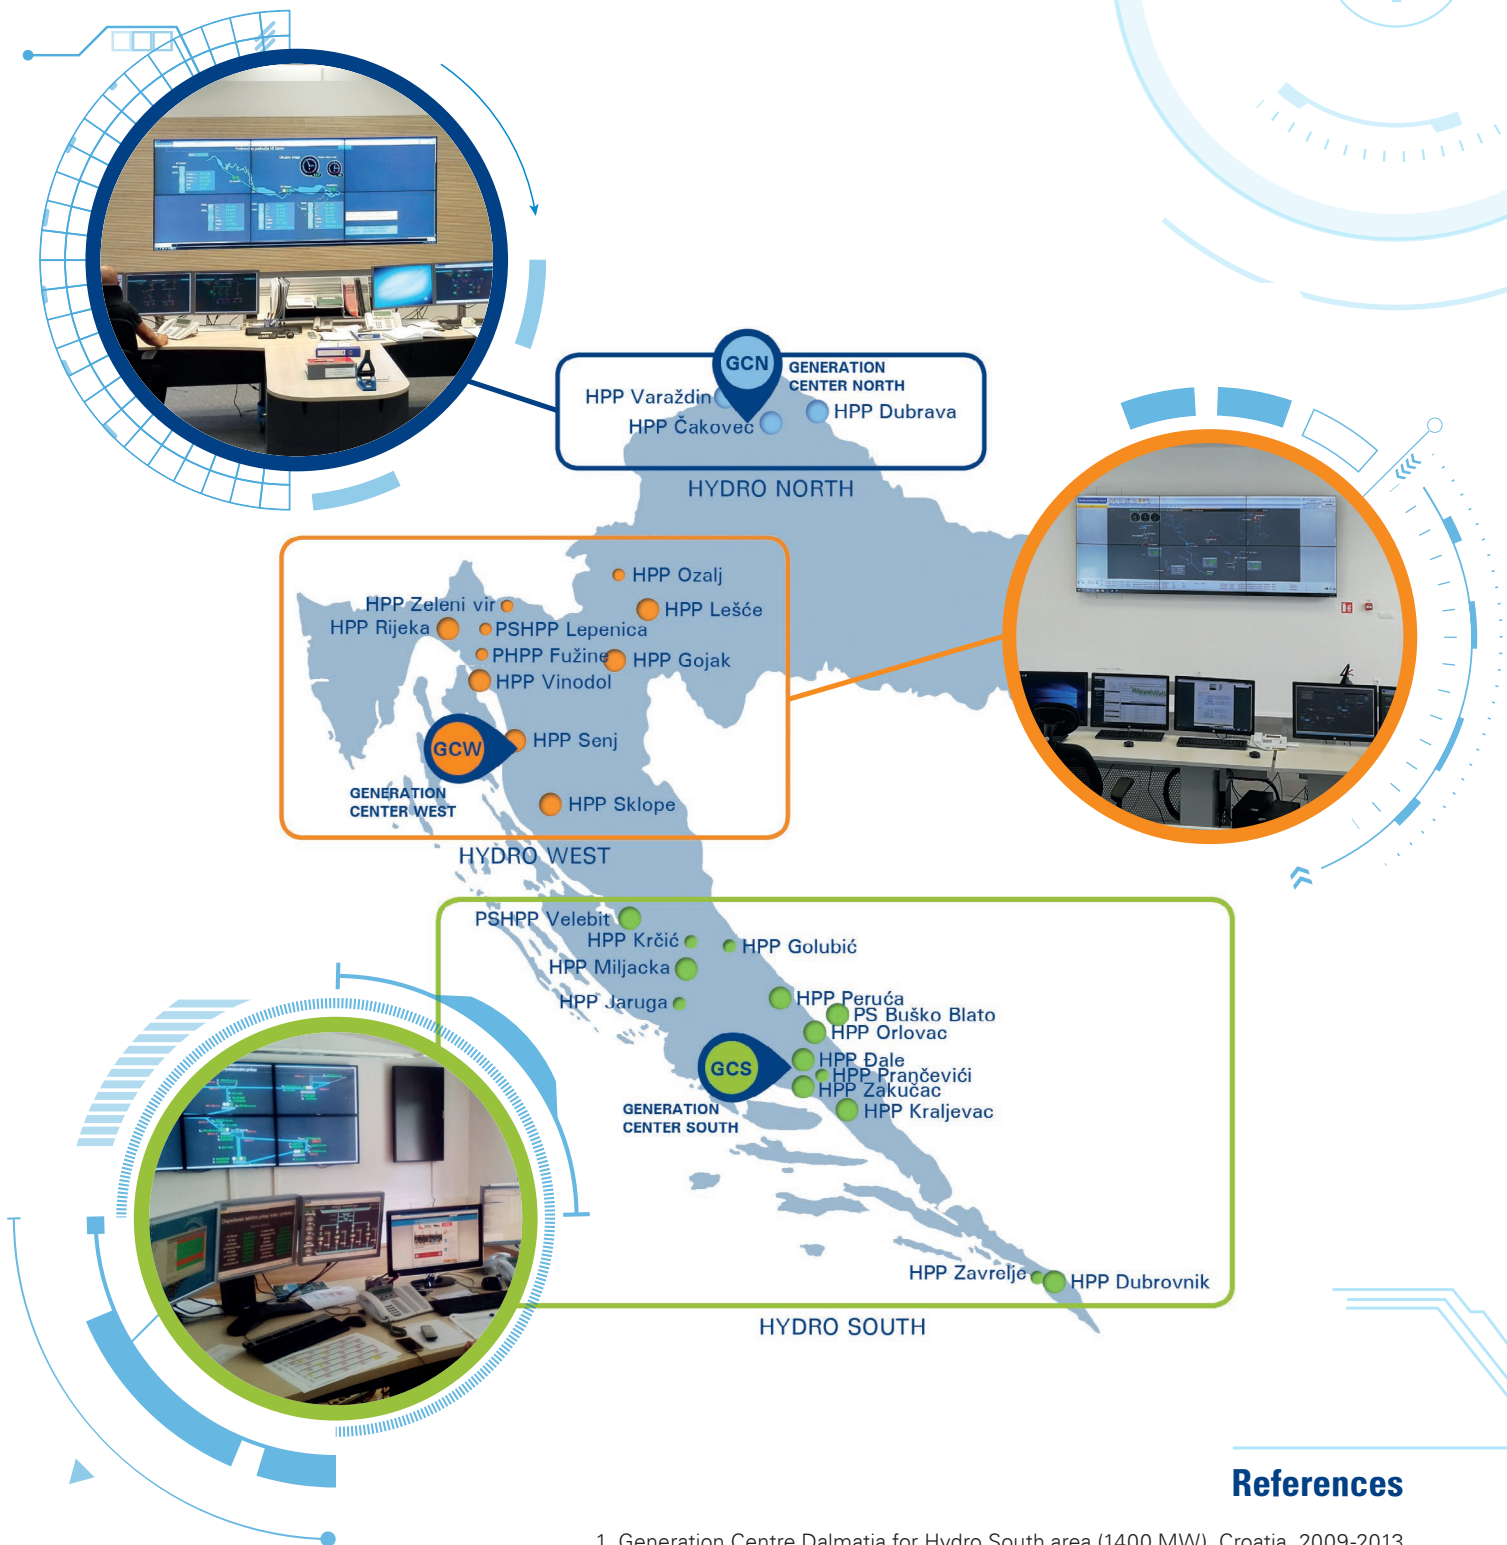 GCN
GENERATION
CENTER NORTH
HPP Varaždin
HPP Dubrava
HPP Čakovec
HYDRO NORTH
HPP Ozalj
HPP Zeleni vir
HPP Lešće
HPP Rijeka
PSHPP Lepenica
PHPP Fužine
HPP Gojak
HPP Vinodol
GCW
HPP Senj
GENERATION
CENTER WEST
HPP Sklope
HYDRO WEST
PSHPP Velebit
HPP Krčić
HPP Golubić
HPP Miljacka
HPP Jaruga
HPP Peruća
PS Buško Blato
HPP Orlovac
HPP Đale
GCS
HPP Prančevići
HPP Zakučac
GENERATION
CENTER SOUTH
HPP Kraljevac
HPP Zavrelje
HPP Dubrovnik
HYDRO SOUTH
References
1. Generation Centre Dalmatia for Hydro South area (1400 MW), Croatia, 2009-2013